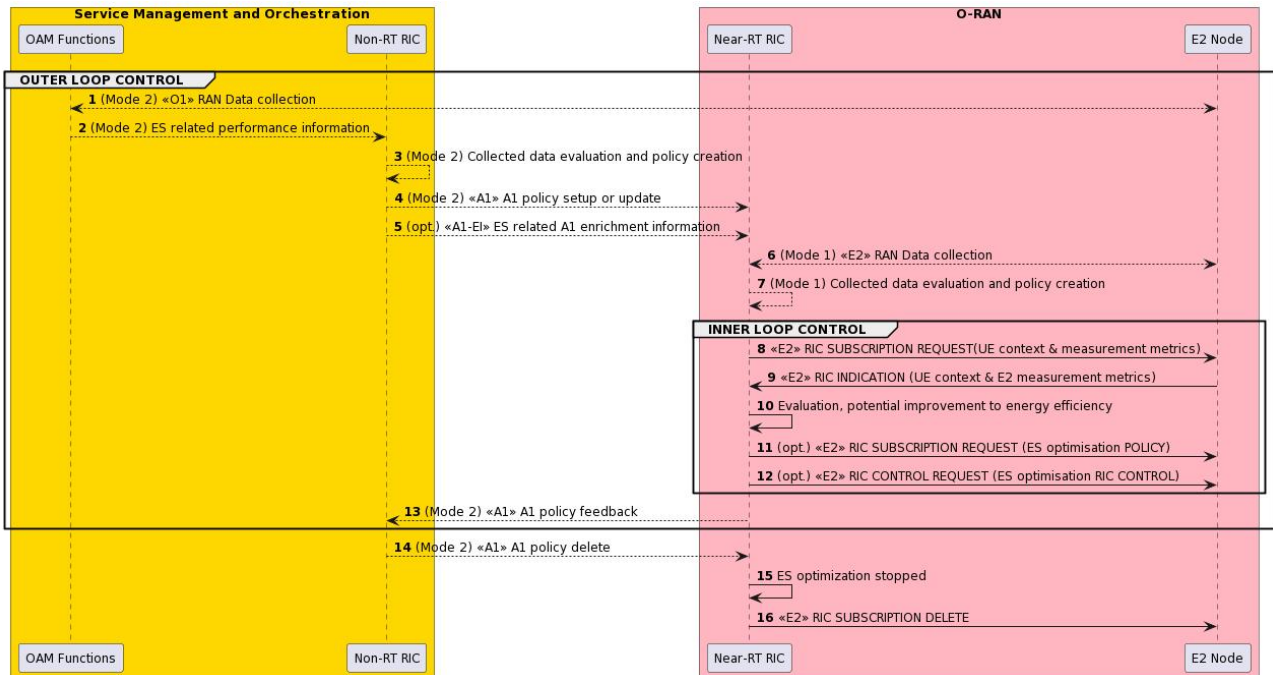 Service Management and Orchestration
O-RAN
OAM Functions
Non-RT RIC
Near-RT RIC
E2 Node
OUTER LOOP CONTROL
1 (Mode 2) «O1» RAN Data collection
2 (Mode 2) ES related performance information
3 (Mode 2) Collected data evaluation and policy creation
4 (Mode 2) «A1» A1 policy setup or update
5 (opt.) «A1-EI» ES related A1 enrichment information
6 (Mode 1) «E2» RAN Data collection
7 (Mode 1) Collected data evaluation and policy creation
INNER LOOP CONTROL
8 «E2» RIC SUBSCRIPTION REQUEST(UE context & measurement metrics)
9 «E2» RIC INDICATION (UE context & E2 measurement metrics)
10 Evaluation, potential improvement to energy efficiency
11 (opt.) «E2» RIC SUBSCRIPTION REQUEST (ES optimisation POLICY)
12 (opt.) «E2» RIC CONTROL REQUEST (ES optimisation RIC CONTROL)
13 (Mode 2) «A1» A1 policy feedback
14 (Mode 2) «A1» A1 policy delete
15 ES optimization stopped
16 «E2» RIC SUBSCRIPTION DELETE
OAM Functions
Non-RT RIC
Near-RT RIC
E2 Node